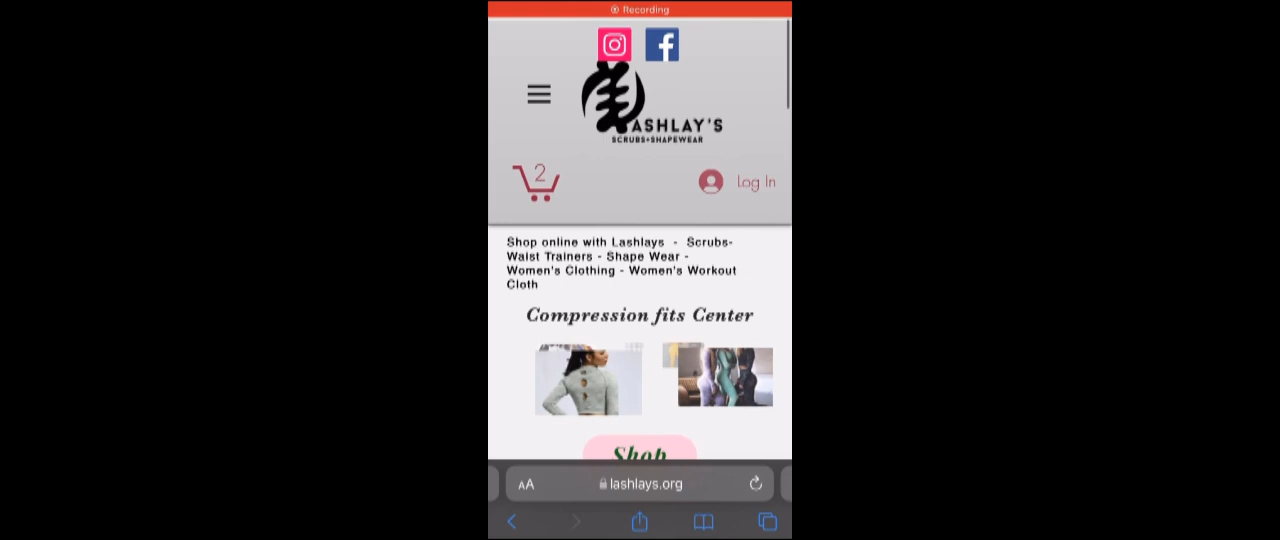 Recording
ASHLAY'S
SCRUBS+SHAPEWEAR
2
Log In
Shop online with Lashlays - Scrubs-
Waist Trainers - Shape Wear -
Women's Clothing - Women's Workout
Cloth
Compression fits Center
Shop
AA
lashlays.org